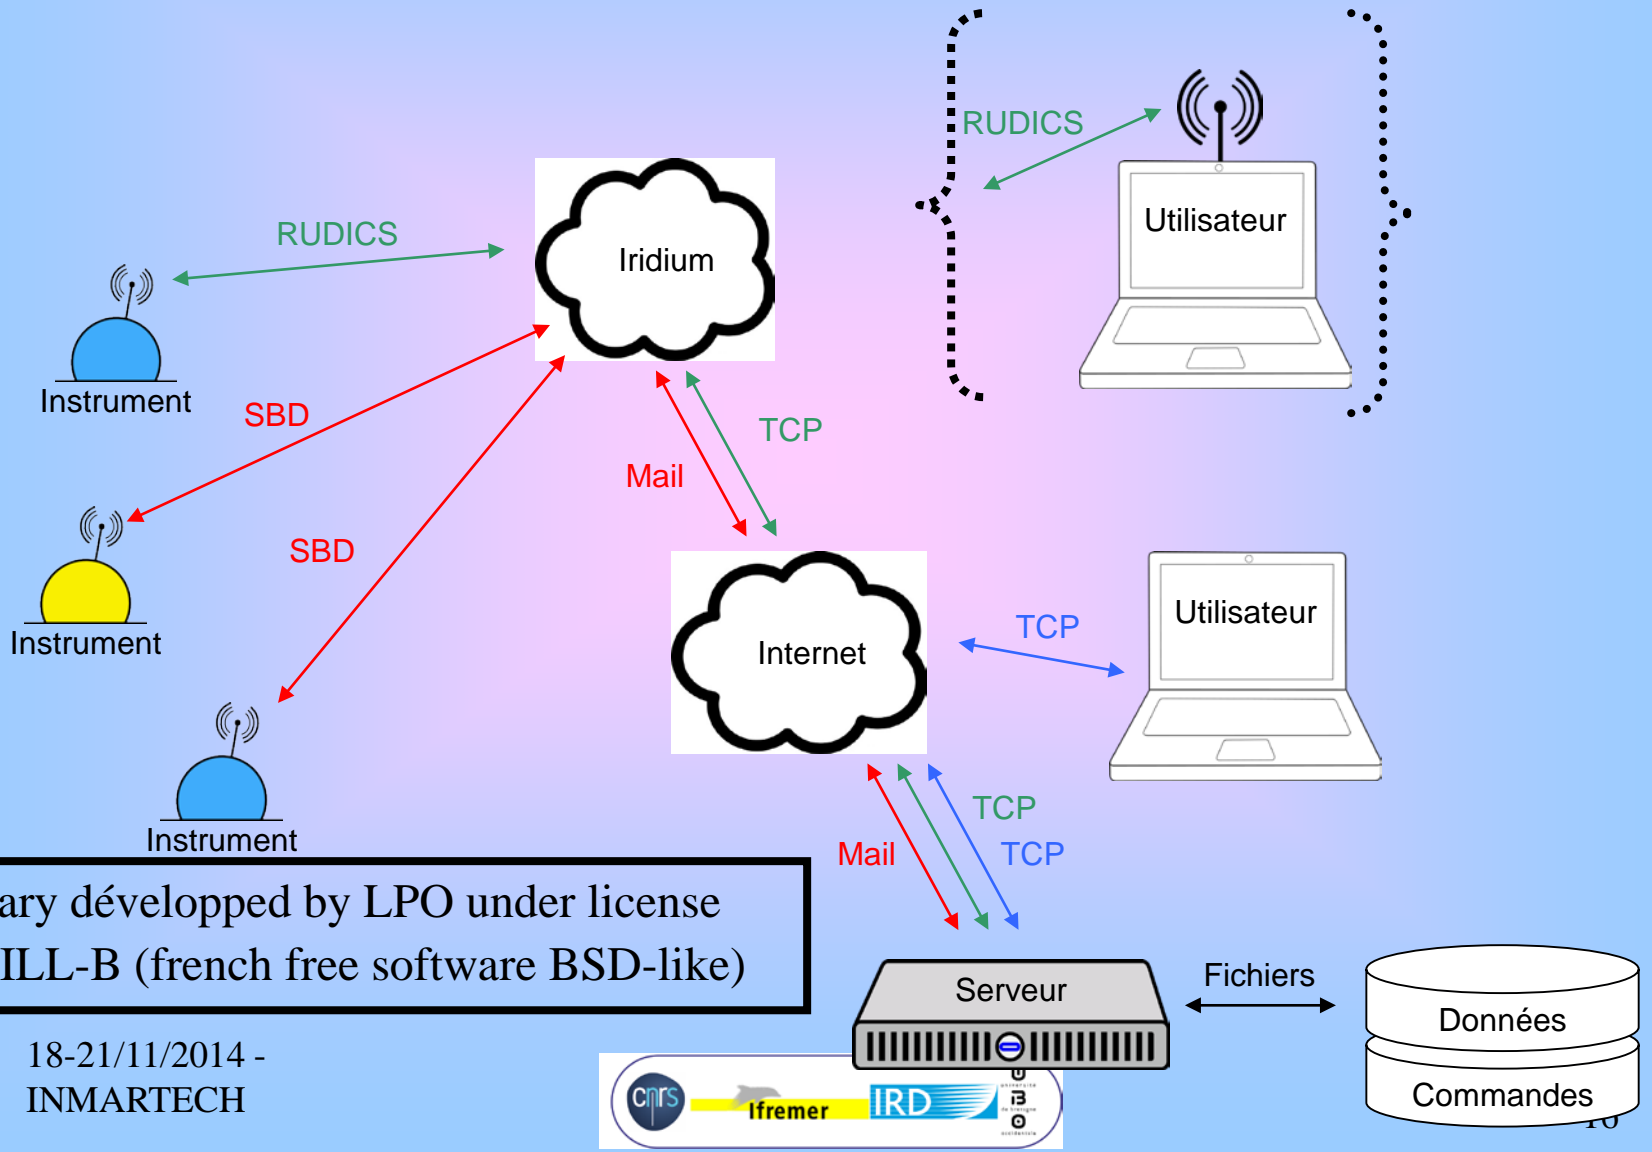 RUDICS
Utilisateur
RUDICS
Iridium
Instrument
SBD
TCP
Mail
SBD
Instrument
Utilisateur
TCP
Internet
Instrument
TCP
Mail
TCP
ary développed by LPO under license
ILL-B (french free software BSD-like)
Serveur
Fichiers
Données
Commandes
18-21/11/2014 -
INMARTECH
cnrs
Ifremer
IRD